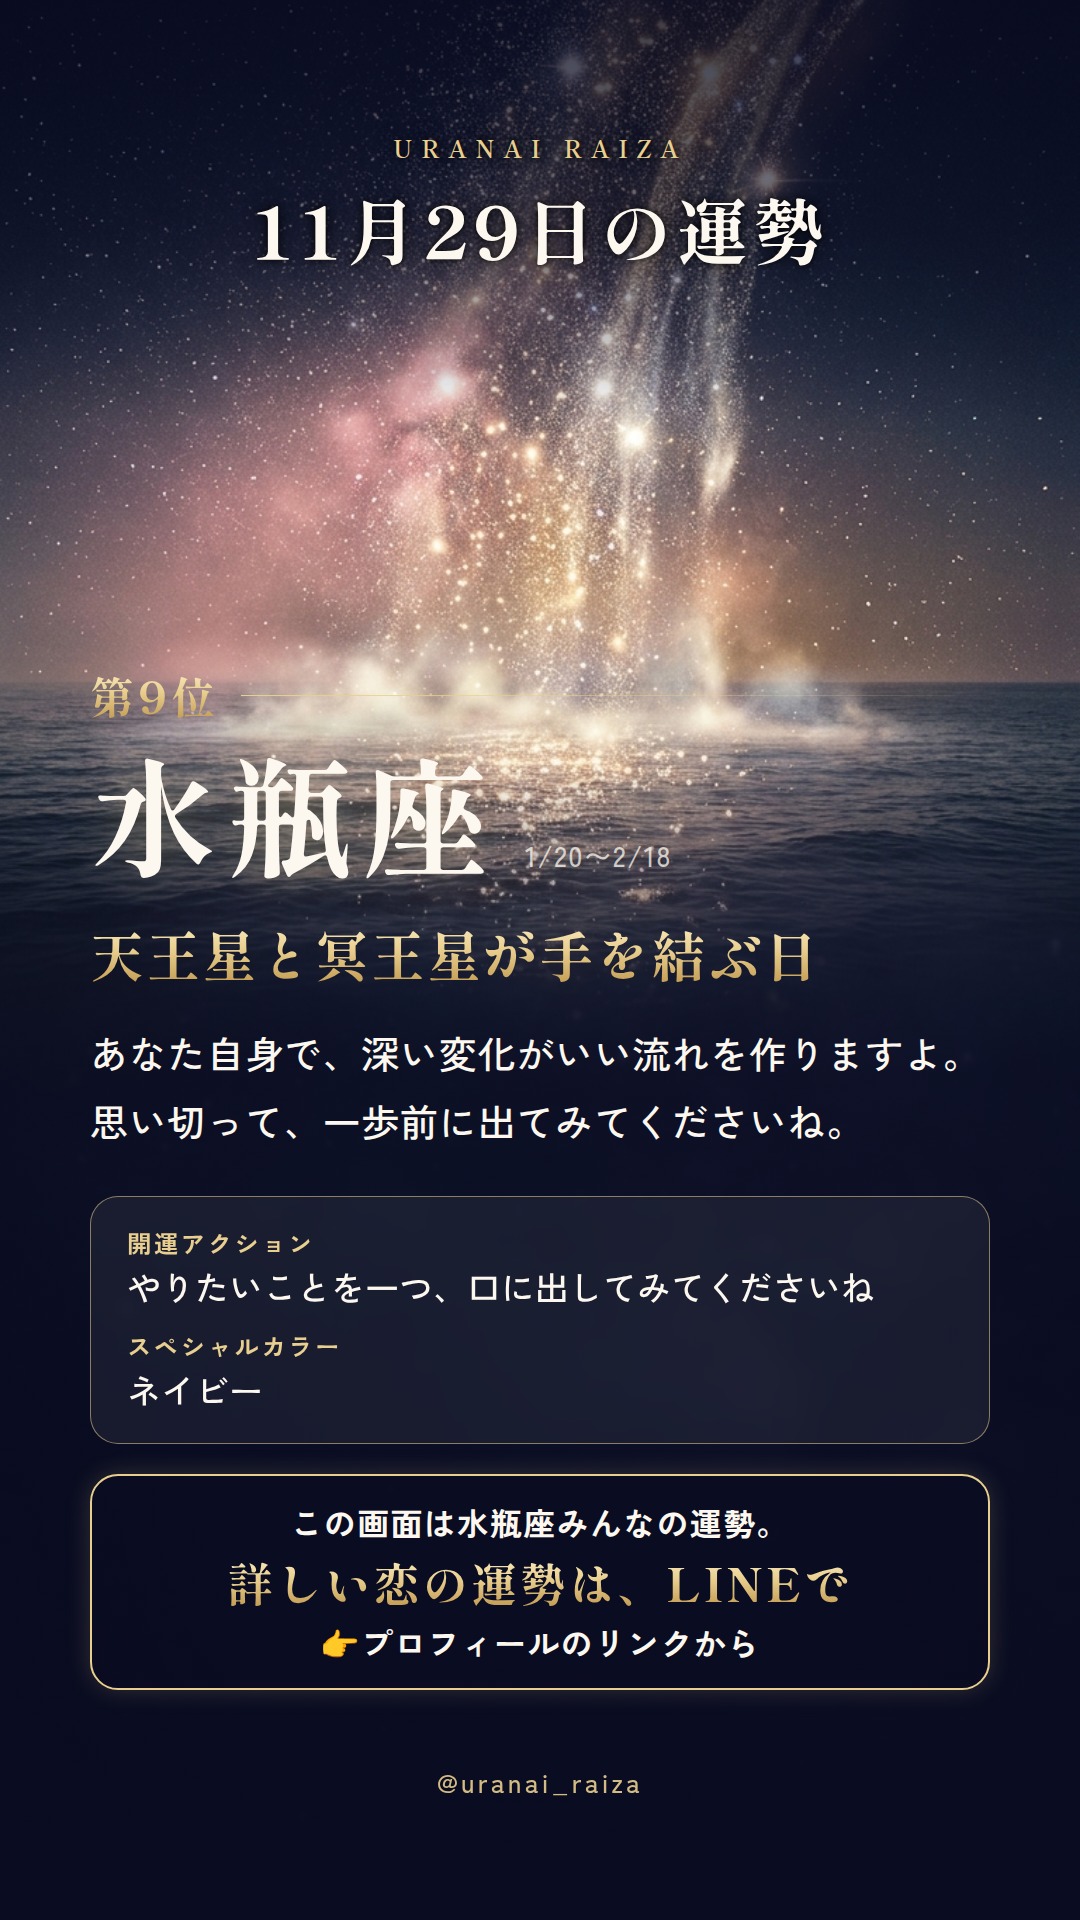 URANAI RAIZA
11月29日の運勢
第9位
水瓶座 1/20〜2/18
天王星と冥王星が手を結ぶ日
あなた自身で、深い変化がいい流れを作りますよ。
思い切って、一歩前に出てみてくださいね。
開運アクション
やりたいことを一つ、口に出してみてくださいね
スペシャルカラー
ネイビー
この画面は水瓶座みんなの運勢。
詳しい恋の運勢は、LINEで
👉プロフィールのリンクから
@uranai_raiza